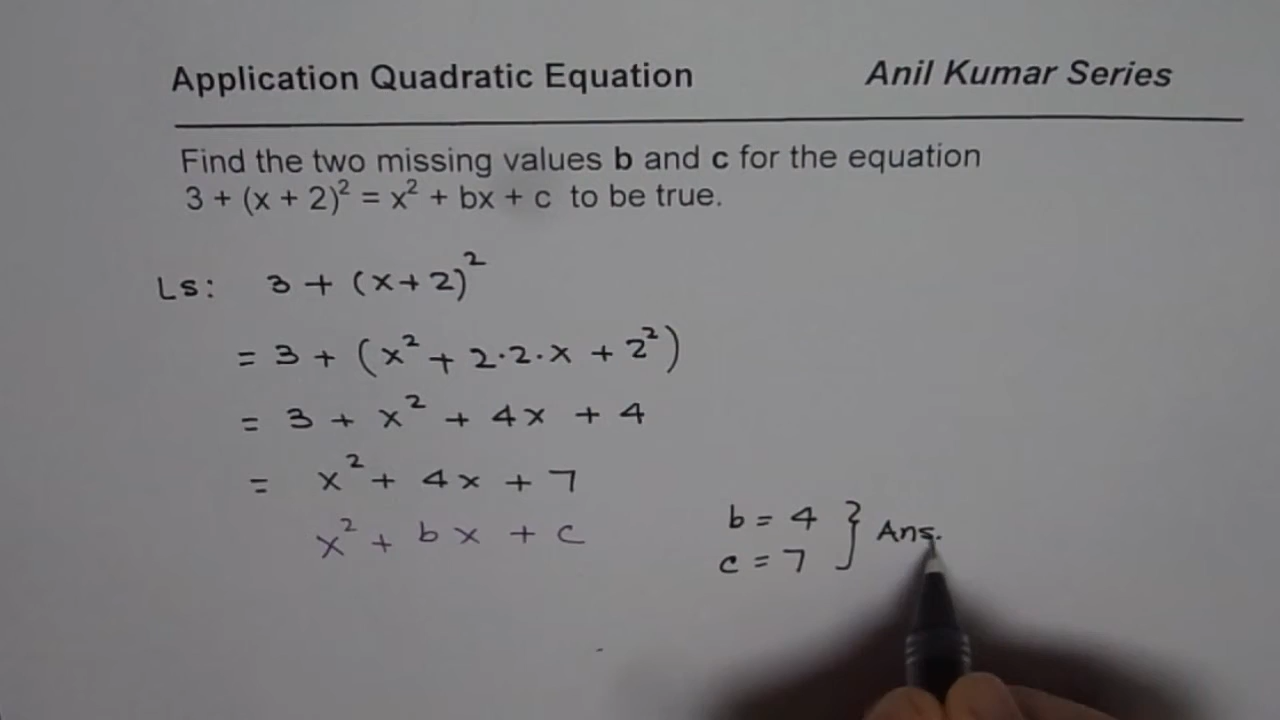 Application Quadratic Equation Anil Kumar Series
Find the two missing values b and c for the equation
3 + (x + 2)² = x² + bx + c to be true.
Ls: 3 + (x+2)²
= 3 + (x² + 2·2·x + 2²)
= 3 + x² + 4x + 4
= x² + 4x + 7
x² + bx + c
b = 4
c = 7 } Ans.